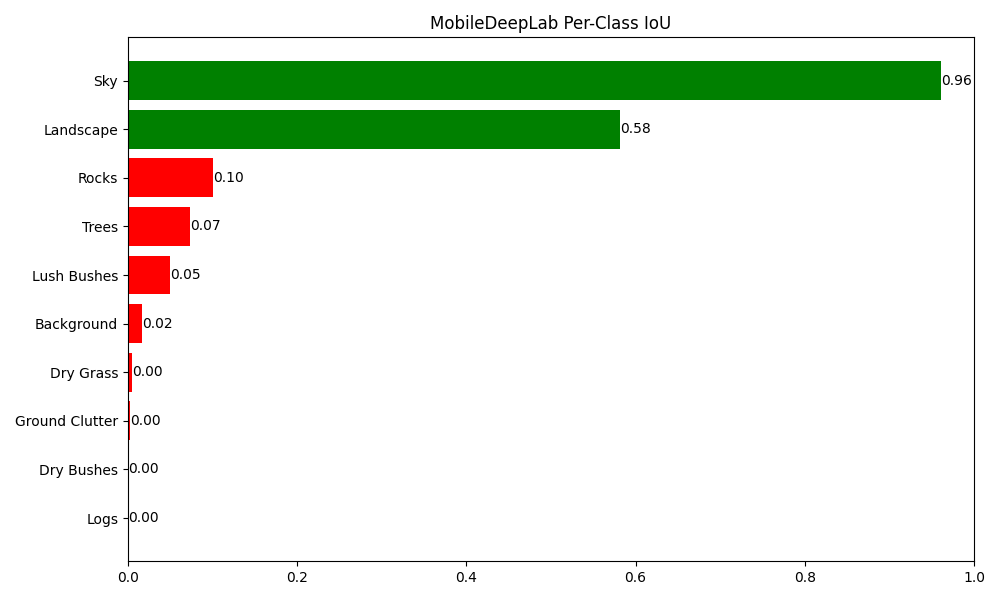 MobileDeepLab Per-Class IoU
Sky 0.96
Landscape 0.58
Rocks 0.10
Trees 0.07
Lush Bushes 0.05
Background 0.02
Dry Grass 0.00
Ground Clutter 0.00
Dry Bushes 0.00
Logs 0.00
0.0 0.2 0.4 0.6 0.8 1.0